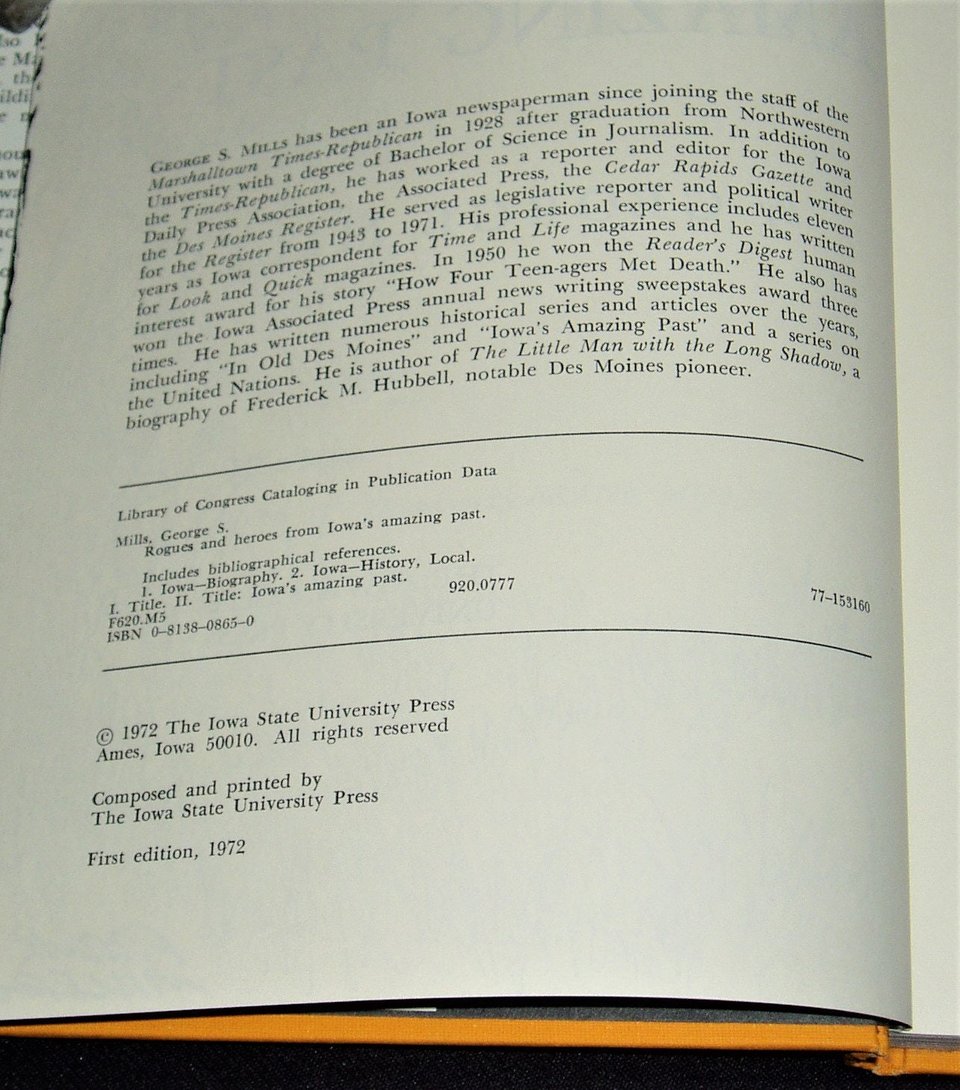 GEORGE S. MILLS has been an Iowa newspaperman since joining the staff of the
Marshalltown Times-Republican in 1928 after graduation from Northwestern
University with a degree of Bachelor of Science in Journalism. In addition to
the Times-Republican, he has worked as a reporter and editor for the Iowa
Daily Press Association, the Associated Press, the Cedar Rapids Gazette and
the Des Moines Register. He served as legislative reporter and political writer
for the Register from 1943 to 1971. His professional experience includes eleven
years as Iowa correspondent for Time and Life magazines and he has written
for Look and Quick magazines. In 1950 he won the Reader's Digest human
interest award for his story "How Four Teen-agers Met Death." He also has
won the Iowa Associated Press annual news writing sweepstakes award three
times. He has written numerous historical series and articles over the years,
including "In Old Des Moines" and "Iowa's Amazing Past" and a series on
the United Nations. He is author of The Little Man with the Long Shadow, a
biography of Frederick M. Hubbell, notable Des Moines pioneer.
Library of Congress Cataloging in Publication Data
Mills, George S.
Rogues and heroes from Iowa's amazing past.
Includes bibliographical references.
1. Iowa—Biography. 2. Iowa—History, Local.
I. Title. II. Title: Iowa's amazing past.
F620.M5 920.0777 77–153160
ISBN 0–8138–0865–0
© 1972 The Iowa State University Press
Ames, Iowa 50010. All rights reserved
Composed and printed by
The Iowa State University Press
First edition, 1972